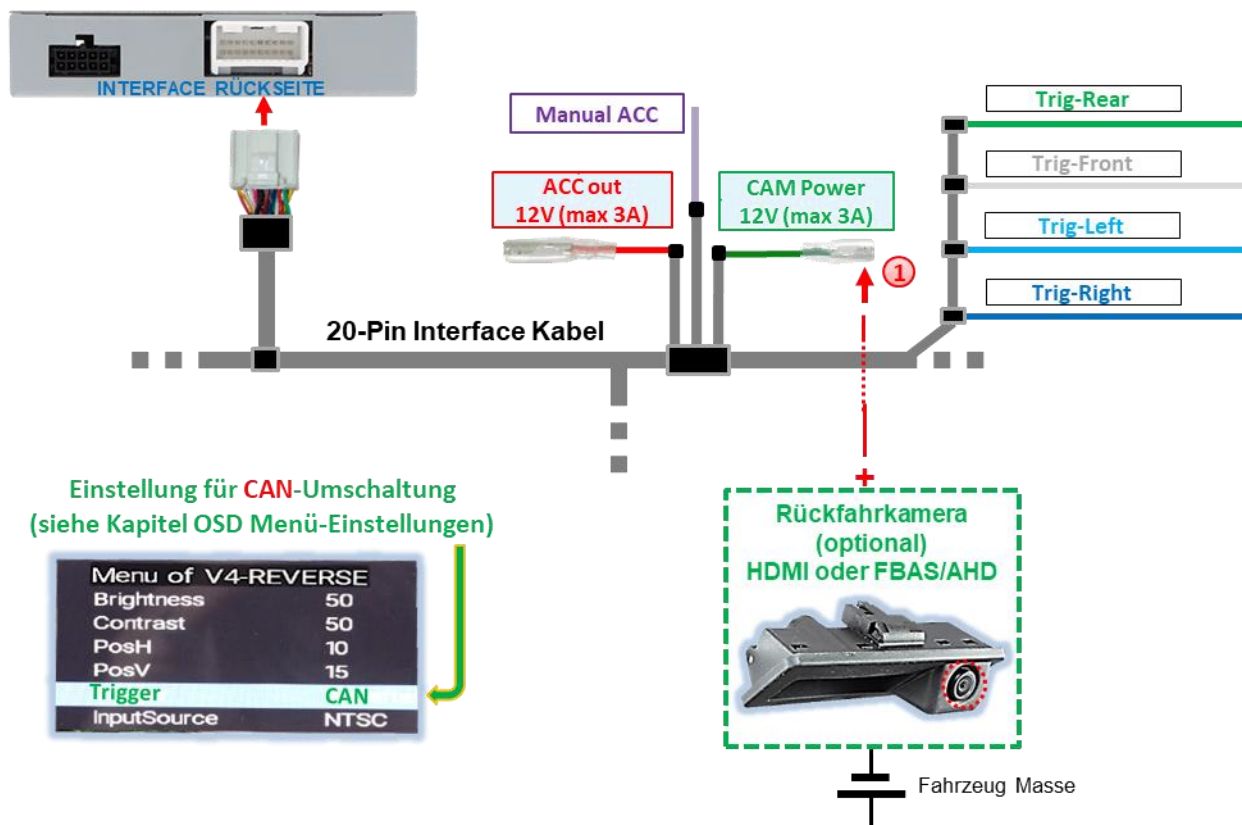 INTERFACE RÜCKSEITE
Manual ACC
ACC out
12V (max 3A)
CAM Power
12V (max 3A)
1
Trig-Rear
Trig-Front
Trig-Left
Trig-Right
20-Pin Interface Kabel
Einstellung für CAN-Umschaltung
(siehe Kapitel OSD Menü-Einstellungen)
Menu of V4-REVERSE
Brightness 50
Contrast 50
PosH 10
PosV 15
Trigger CAN
InputSource NTSC
+
Rückfahrkamera
(optional)
HDMI oder FBAS/AHD
Fahrzeug Masse